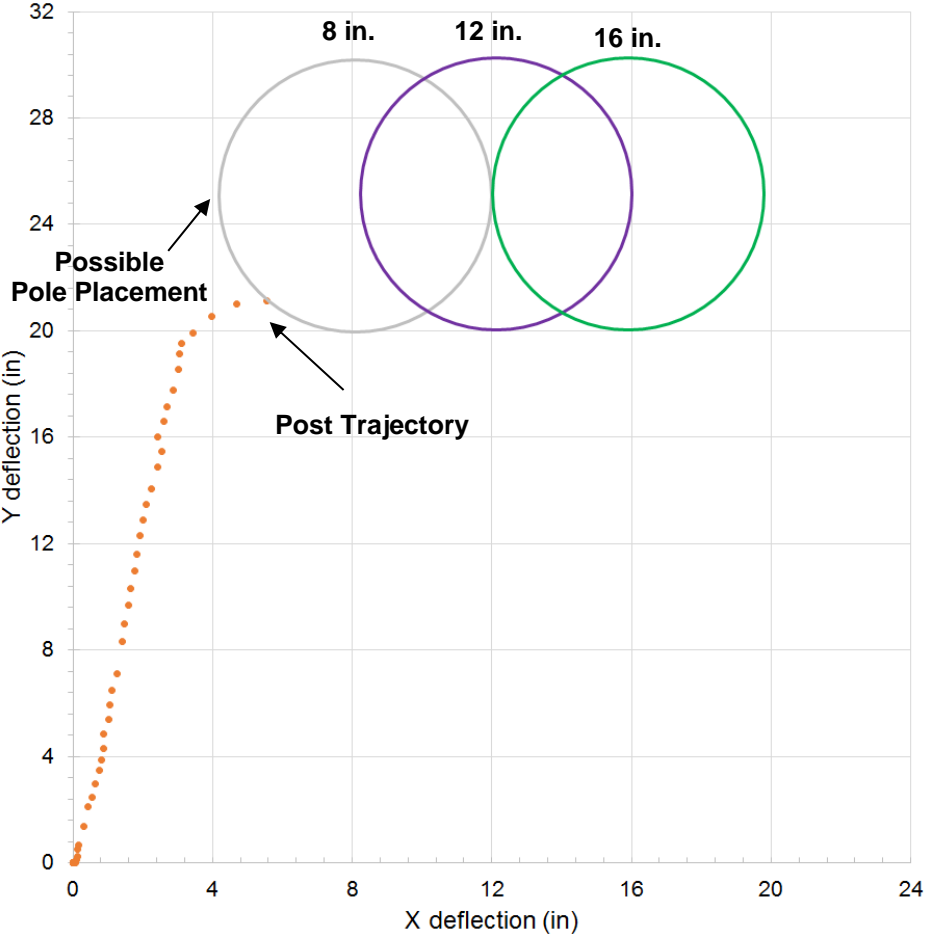 32
8 in.
12 in.
16 in.
28
24
Possible
Pole Placement
20
Post Trajectory
16
12
8
4
0
Y deflection (in)
0
4
8
12
16
20
24
X deflection (in)